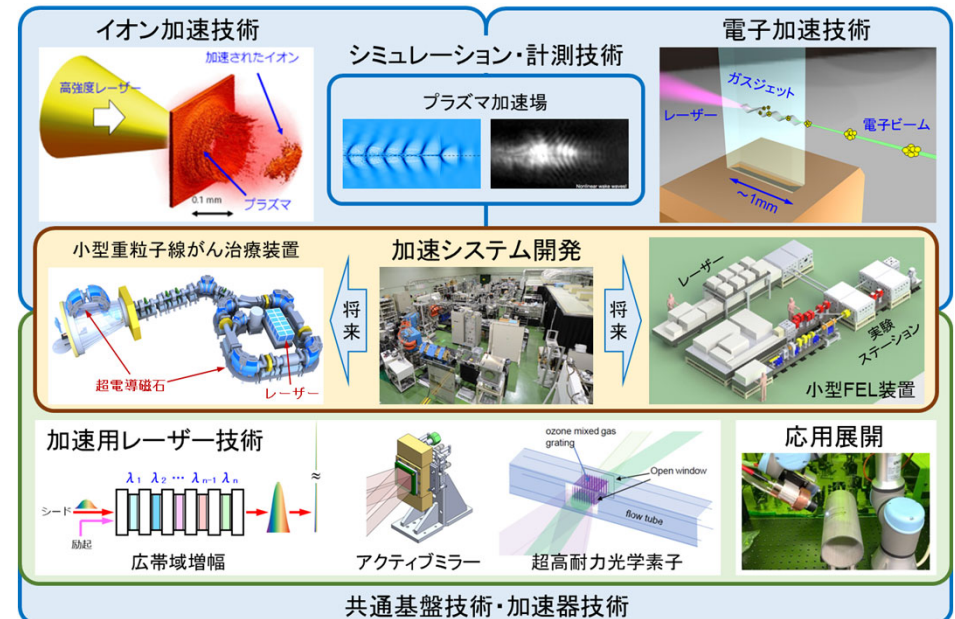 イオン加速技術
加速されたイオン
高強度レーザー
0.1 mm
プラズマ
シミュレーション・計測技術
プラズマ加速場
Nonlinear wake waves!
電子加速技術
ガスジェット
レーザー
電子ビーム
～1mm
小型重粒子線がん治療装置
超電導磁石
レーザー
将来
加速システム開発
将来
レーザー
実験
ステーション
小型FEL装置
加速用レーザー技術
λ1 λ2 … λn-1 λn
シード
励起
広帯域増幅
≈
アクティブミラー
ozone mixed gas
grating
Open window
flow tube
超高耐力光学素子
応用展開
共通基盤技術・加速器技術